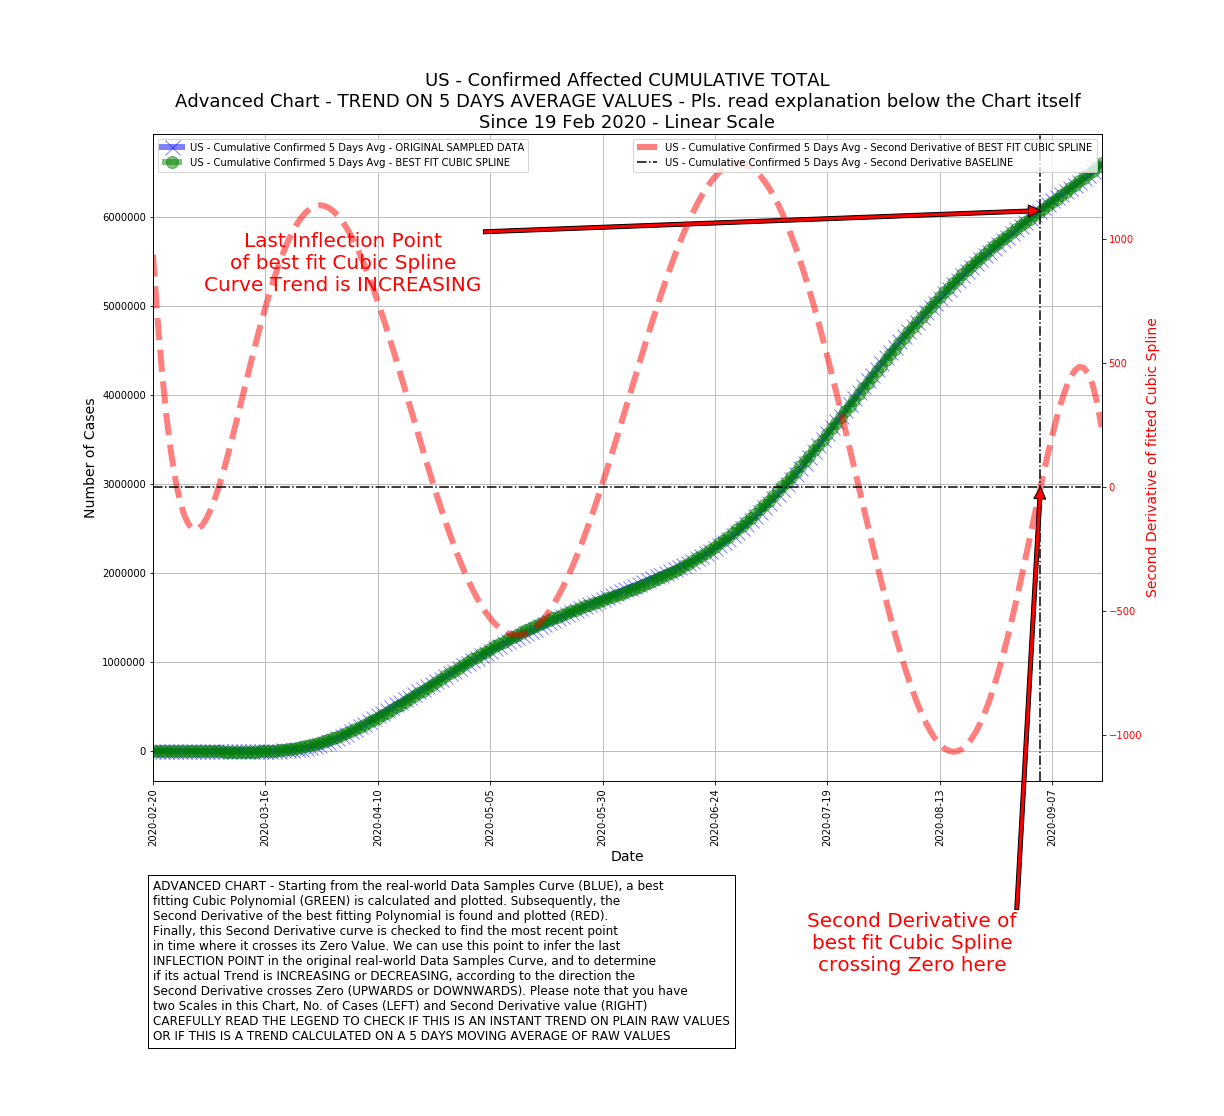 US - Confirmed Affected CUMULATIVE TOTAL
Advanced Chart - TREND ON 5 DAYS AVERAGE VALUES - Pls. read explanation below the Chart itself
Since 19 Feb 2020 - Linear Scale
US - Cumulative Confirmed 5 Days Avg - ORIGINAL SAMPLED DATA
US - Cumulative Confirmed 5 Days Avg - BEST FIT CUBIC SPLINE
US - Cumulative Confirmed 5 Days Avg - Second Derivative of BEST FIT CUBIC SPLINE
US - Cumulative Confirmed 5 Days Avg - Second Derivative BASELINE
Last Inflection Point
of best fit Cubic Spline
Curve Trend is INCREASING
Number of Cases
6000000
5000000
4000000
3000000
2000000
1000000
0
Second Derivative of fitted Cubic Spline
1000
500
0
−500
−1000
2020-02-20
2020-03-16
2020-04-10
2020-05-05
2020-05-30
2020-06-24
2020-07-19
2020-08-13
2020-09-07
Date
ADVANCED CHART - Starting from the real-world Data Samples Curve (BLUE), a best
fitting Cubic Polynomial (GREEN) is calculated and plotted. Subsequently, the
Second Derivative of the best fitting Polynomial is found and plotted (RED).
Finally, this Second Derivative curve is checked to find the most recent point
in time where it crosses its Zero Value. We can use this point to infer the last
INFLECTION POINT in the original real-world Data Samples Curve, and to determine
if its actual Trend is INCREASING or DECREASING, according to the direction the
Second Derivative crosses Zero (UPWARDS or DOWNWARDS). Please note that you have
two Scales in this Chart, No. of Cases (LEFT) and Second Derivative value (RIGHT)
CAREFULLY READ THE LEGEND TO CHECK IF THIS IS AN INSTANT TREND ON PLAIN RAW VALUES
OR IF THIS IS A TREND CALCULATED ON A 5 DAYS MOVING AVERAGE OF RAW VALUES
Second Derivative of
best fit Cubic Spline
crossing Zero here